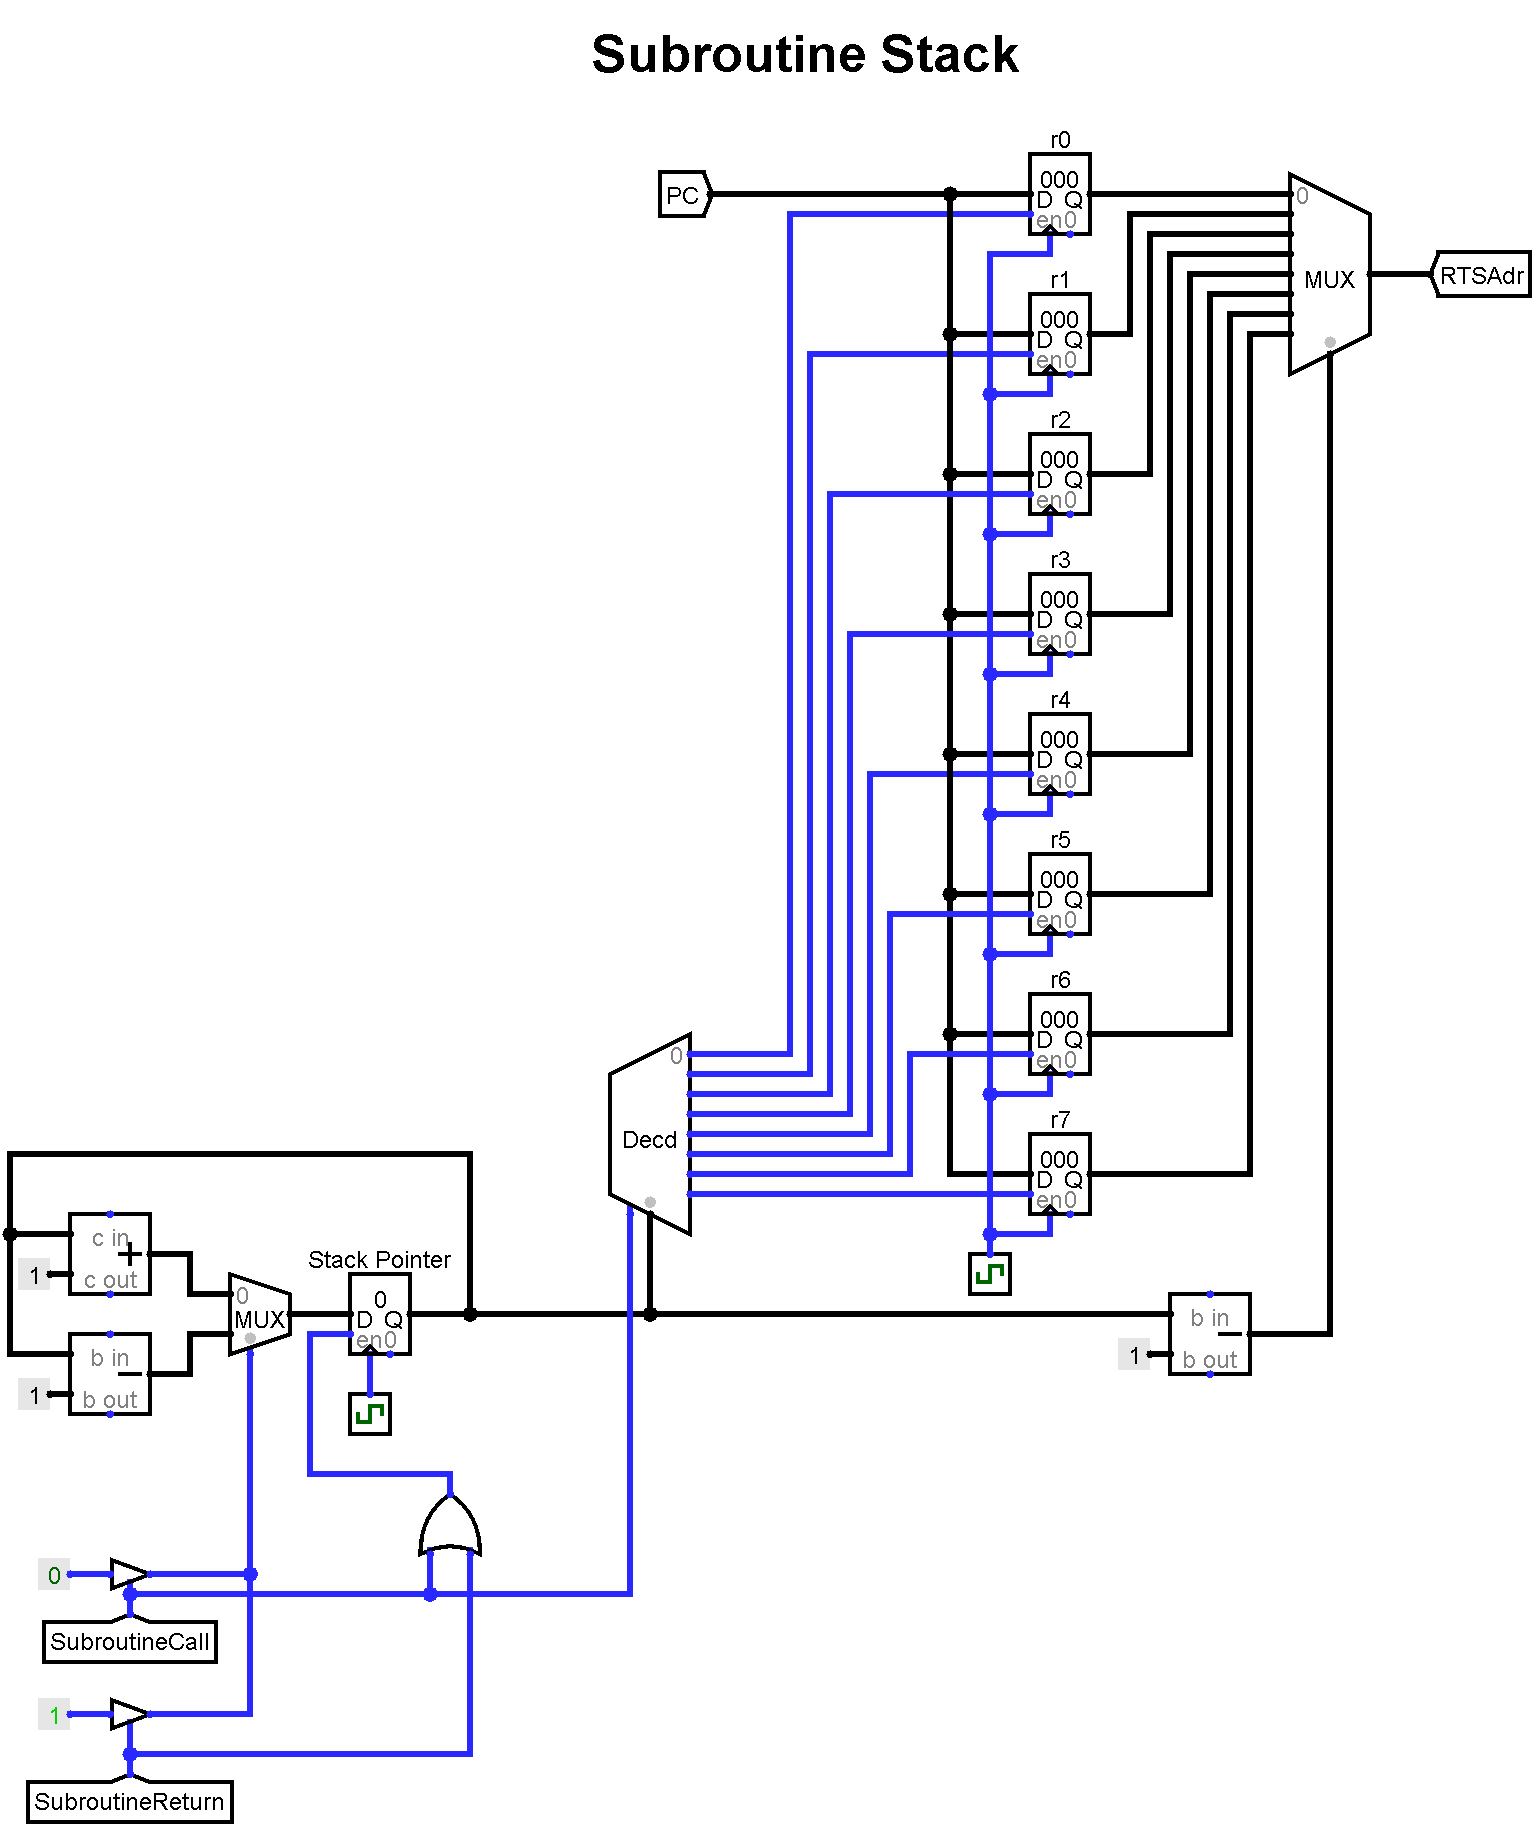 Subroutine Stack
r0
PC
000
D Q
en0
0
MUX
RTSAdr
r1
000
D Q
en0
r2
000
D Q
en0
r3
000
D Q
en0
r4
000
D Q
en0
r5
000
D Q
en0
r6
000
D Q
en0
0
Decd
r7
000
D Q
en0
c in
+
1
c out
Stack Pointer
0
MUX
0
D Q
en0
b in
−
1
b out
b in
−
1
b out
0
SubroutineCall
1
SubroutineReturn